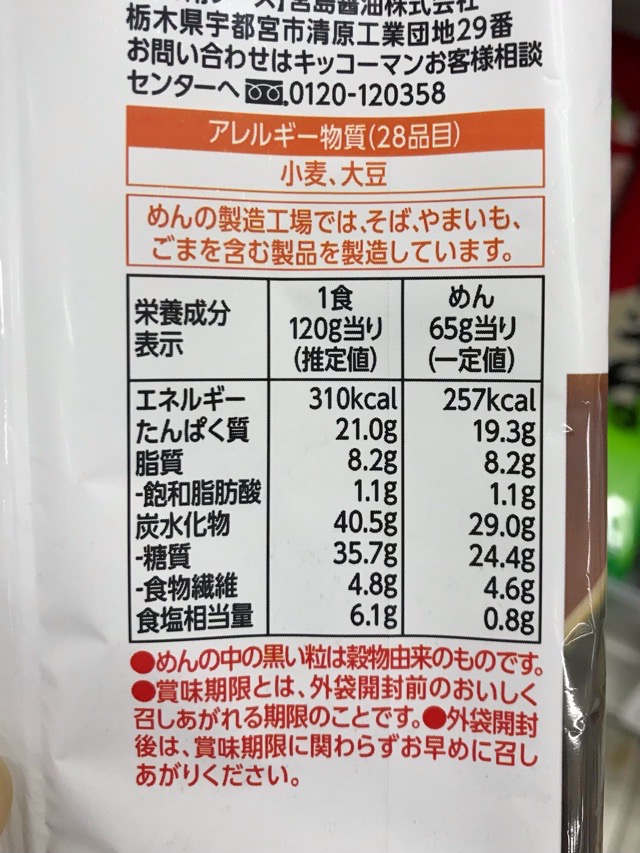 宮島醤油株式会社
栃木県宇都宮市清原工業団地29番
お問い合わせはキッコーマンお客様相談
センターへ 0120-120358
アレルギー物質(28品目)
小麦、大豆
めんの製造工場では、そば、やまいも、
ごまを含む製品を製造しています。
栄養成分表示 1食120g当り(推定値) めん65g当り(一定値)
エネルギー 310kcal 257kcal
たんぱく質 21.0g 19.3g
脂質 8.2g 8.2g
-飽和脂肪酸 1.1g 1.1g
炭水化物 40.5g 29.0g
-糖質 35.7g 24.4g
-食物繊維 4.8g 4.6g
食塩相当量 6.1g 0.8g
●めんの中の黒い粒は穀物由来のものです。
●賞味期限とは、外袋開封前のおいしく
召しあがれる期限のことです。●外袋開封
後は、賞味期限に関わらずお早めに召し
あがりください。